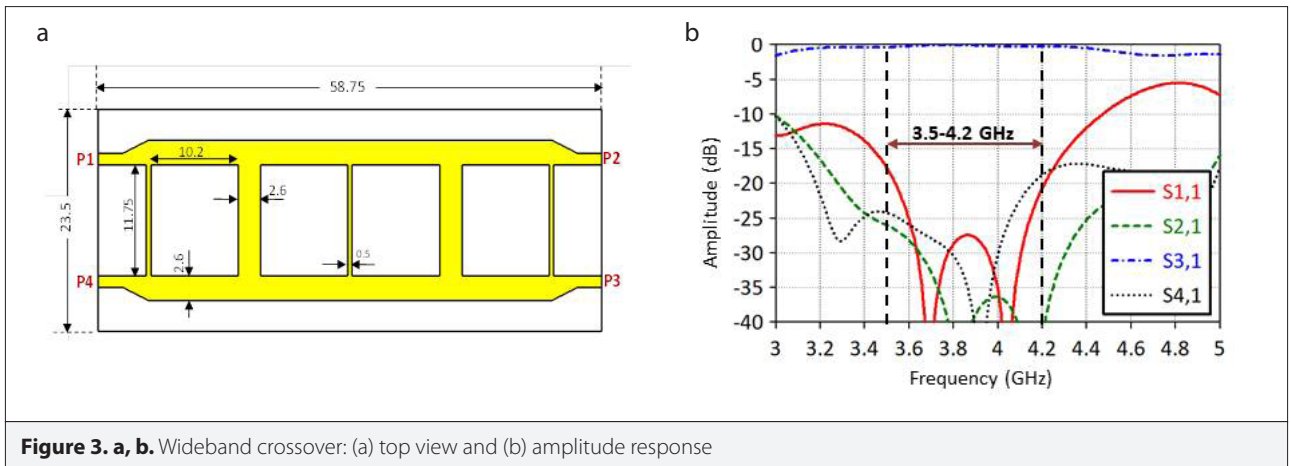 a
58.75
P1
P2
10.2
23.5
11.75
2.6
2.6
0.5
P4
P3
b
0
-5
-10
-15
-20
-25
-30
-35
-40
Amplitude (dB)
3.5-4.2 GHz
S1,1
S2,1
S3,1
S4,1
3 3.2 3.4 3.6 3.8 4 4.2 4.4 4.6 4.8 5
Frequency (GHz)
Figure 3. a, b. Wideband crossover: (a) top view and (b) amplitude response